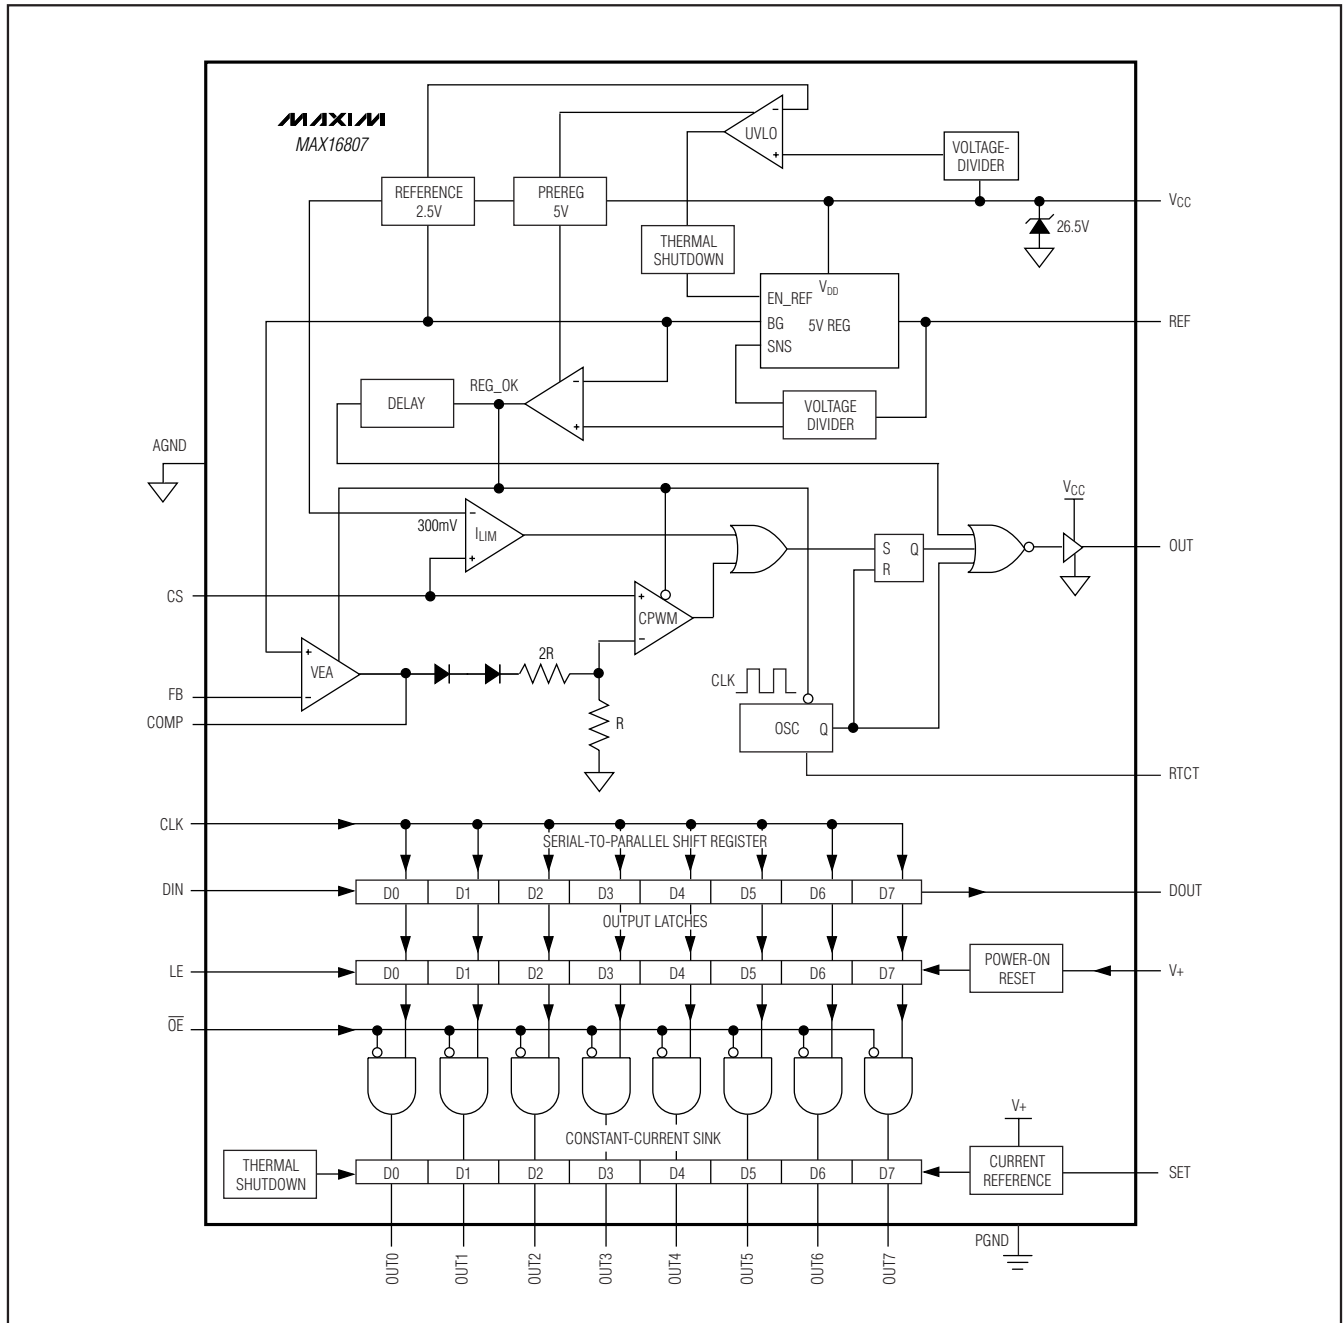 MAXIM
MAX16807
UVLO
-
+
VOLTAGE-
DIVIDER
REFERENCE
2.5V
PREREG
5V
VCC
26.5V
THERMAL
SHUTDOWN
EN_REF
VDD
BG
5V REG
SNS
REF
REG_OK
DELAY
-
+
VOLTAGE
DIVIDER
AGND
VCC
300mV
-
ILIM
+
S
Q
R
OUT
CS
+
CPWM
-
+
VEA
-
2R
FB
COMP
R
CLK
OSC
Q
RTCT
CLK
SERIAL-TO-PARALLEL SHIFT REGISTER
DIN
D0 D1 D2 D3 D4 D5 D6 D7
DOUT
OUTPUT LATCHES
LE
D0 D1 D2 D3 D4 D5 D6 D7
POWER-ON
RESET
V+
OE
V+
CONSTANT-CURRENT SINK
THERMAL
SHUTDOWN
D0 D1 D2 D3 D4 D5 D6 D7
CURRENT
REFERENCE
SET
PGND
OUT0
OUT1
OUT2
OUT3
OUT4
OUT5
OUT6
OUT7